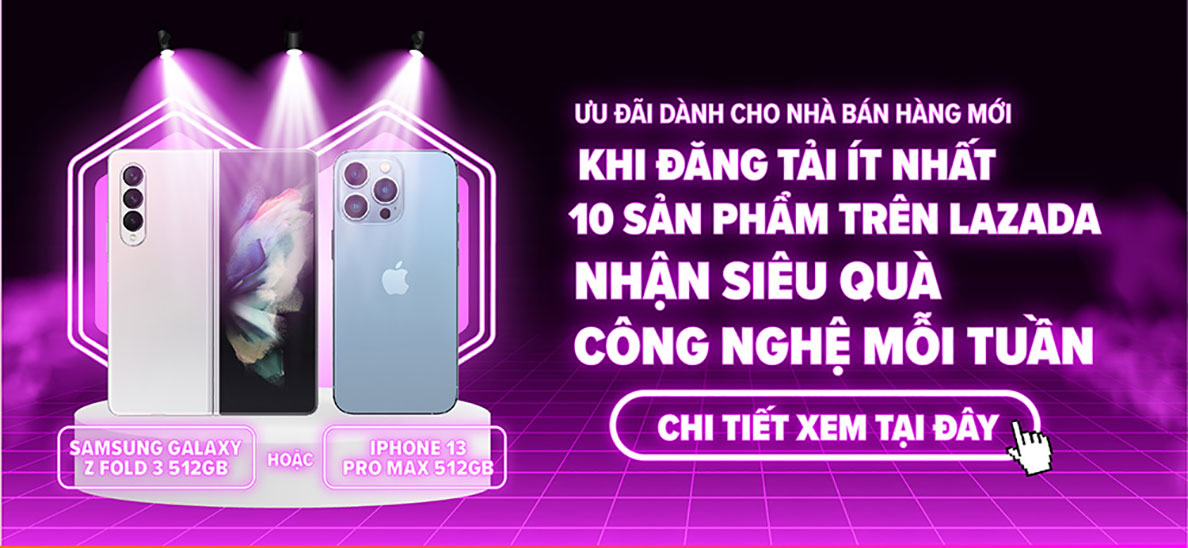 ƯU ĐÃI DÀNH CHO NHÀ BÁN HÀNG MỚI
KHI ĐĂNG TẢI ÍT NHẤT
10 SẢN PHẨM TRÊN LAZADA
NHẬN SIÊU QUÀ
CÔNG NGHỆ MỖI TUẦN
CHI TIẾT XEM TẠI ĐÂY
SAMSUNG GALAXY
Z FOLD 3 512GB
HOẶC
IPHONE 13
PRO MAX 512GB